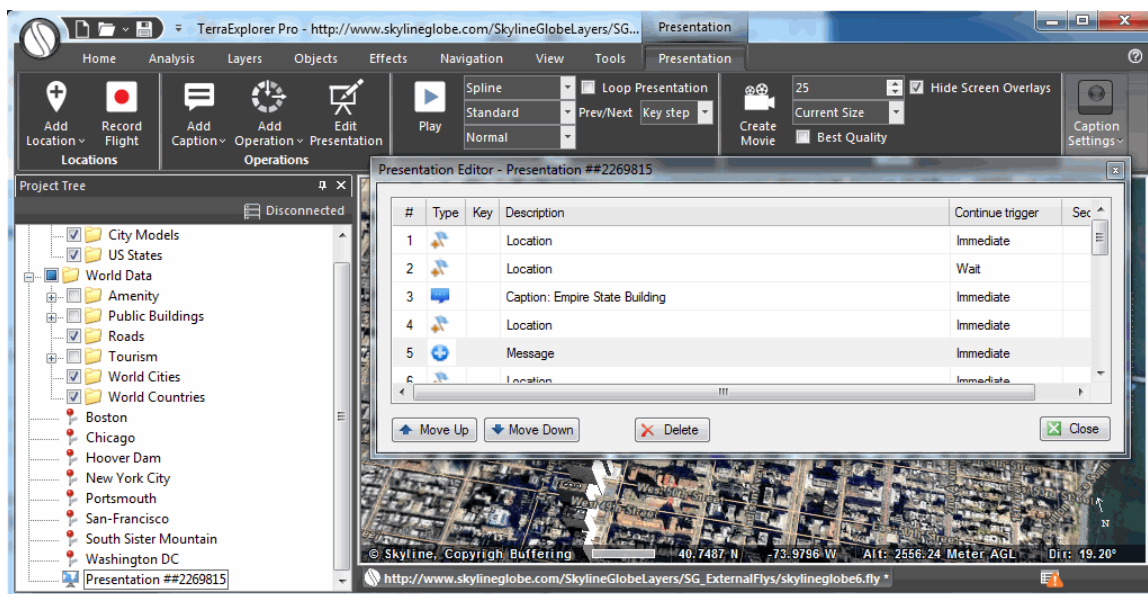 TerraExplorer Pro - http://www.skylineglobe.com/SkylineGlobeLayers/SG...
Presentation
Home Analysis Layers Objects Effects Navigation View Tools Presentation
Add Location
Record Flight
Locations
Add Caption
Add Operation
Edit Presentation
Operations
Play
Spline
Standard
Normal
Loop Presentation
Prev/Next Key step
Create Movie
25
Current Size
Best Quality
Hide Screen Overlays
Caption Settings
Project Tree
Disconnected
City Models
US States
World Data
Amenity
Public Buildings
Roads
Tourism
World Cities
World Countries
Boston
Chicago
Hoover Dam
New York City
Portsmouth
San-Francisco
South Sister Mountain
Washington DC
Presentation ##2269815
Presentation Editor - Presentation ##2269815
# Type Key Description Continue trigger Sec
1 Location Immediate
2 Location Wait
3 Caption: Empire State Building Immediate
4 Location Immediate
5 Message Immediate
6 Location Immediate
Move Up Move Down Delete Close
N
© Skyline, Copyrigh Buffering 40.7487 N -73.9796 W Alt: 2556.24 Meter AGL Dir: 19.20°
http://www.skylineglobe.com/SkylineGlobeLayers/SG_ExternalFlys/skylineglobe6.fly *